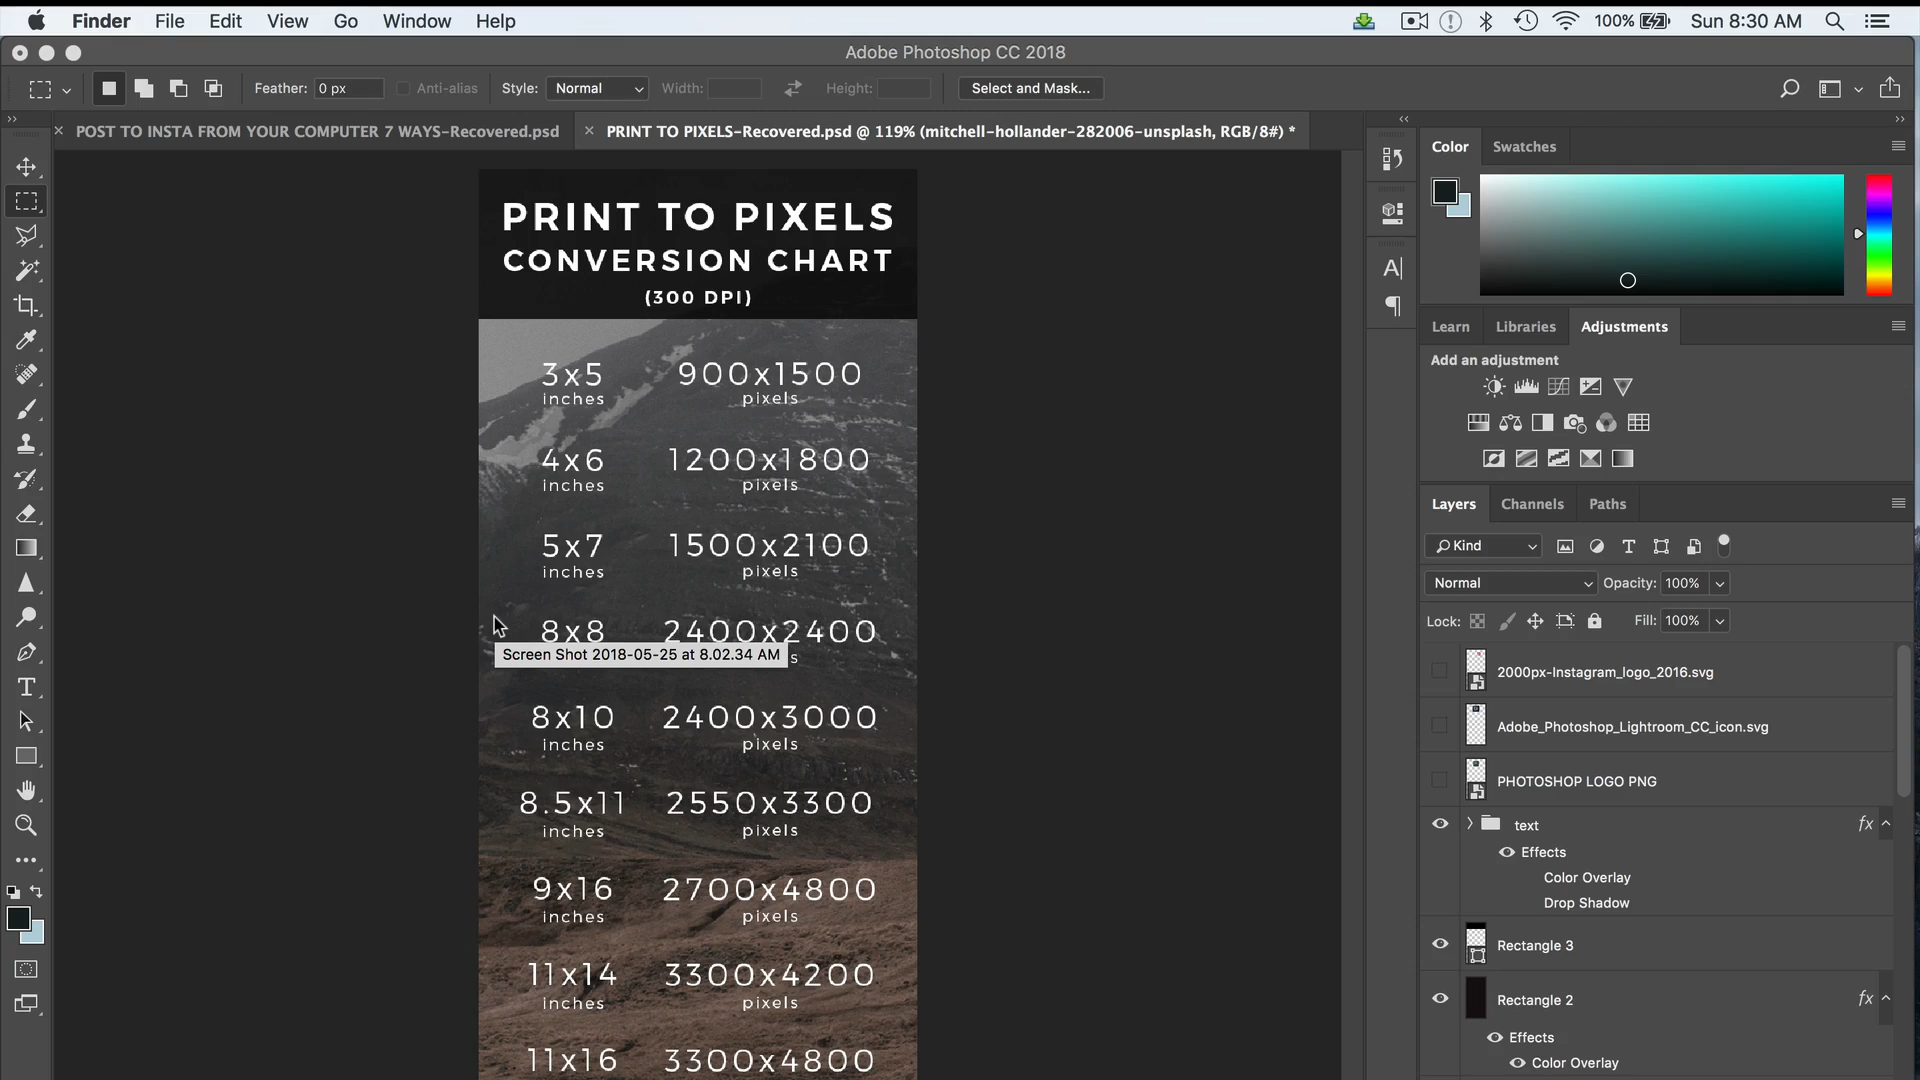 Finder File Edit View Go Window Help 100% Sun 8:30 AM
Adobe Photoshop CC 2018
Feather: 0 px Anti-alias Style: Normal Width: Height: Select and Mask...
POST TO INSTA FROM YOUR COMPUTER 7 WAYS-Recovered.psd PRINT TO PIXELS-Recovered.psd @ 119% (mitchell-hollander-282006-unsplash, RGB/8#) *
Color Swatches
PRINT TO PIXELS
CONVERSION CHART
(300 DPI)
3x5 900x1500
inches pixels
4x6 1200x1800
inches pixels
5x7 1500x2100
inches pixels
8x8 2400x2400
Screen Shot 2018-05-25 at 8.02.34 AM s
8x10 2400x3000
inches pixels
8.5x11 2550x3300
inches pixels
9x16 2700x4800
inches pixels
11x14 3300x4200
inches pixels
11x16 3300x4800
Learn Libraries Adjustments
Add an adjustment
Layers Channels Paths
Kind
Normal Opacity: 100%
Lock: Fill: 100%
2000px-Instagram_logo_2016.svg
Adobe_Photoshop_Lightroom_CC_icon.svg
PHOTOSHOP LOGO PNG
text fx
Effects
Color Overlay
Drop Shadow
Rectangle 3
Rectangle 2 fx
Effects
Color Overlay